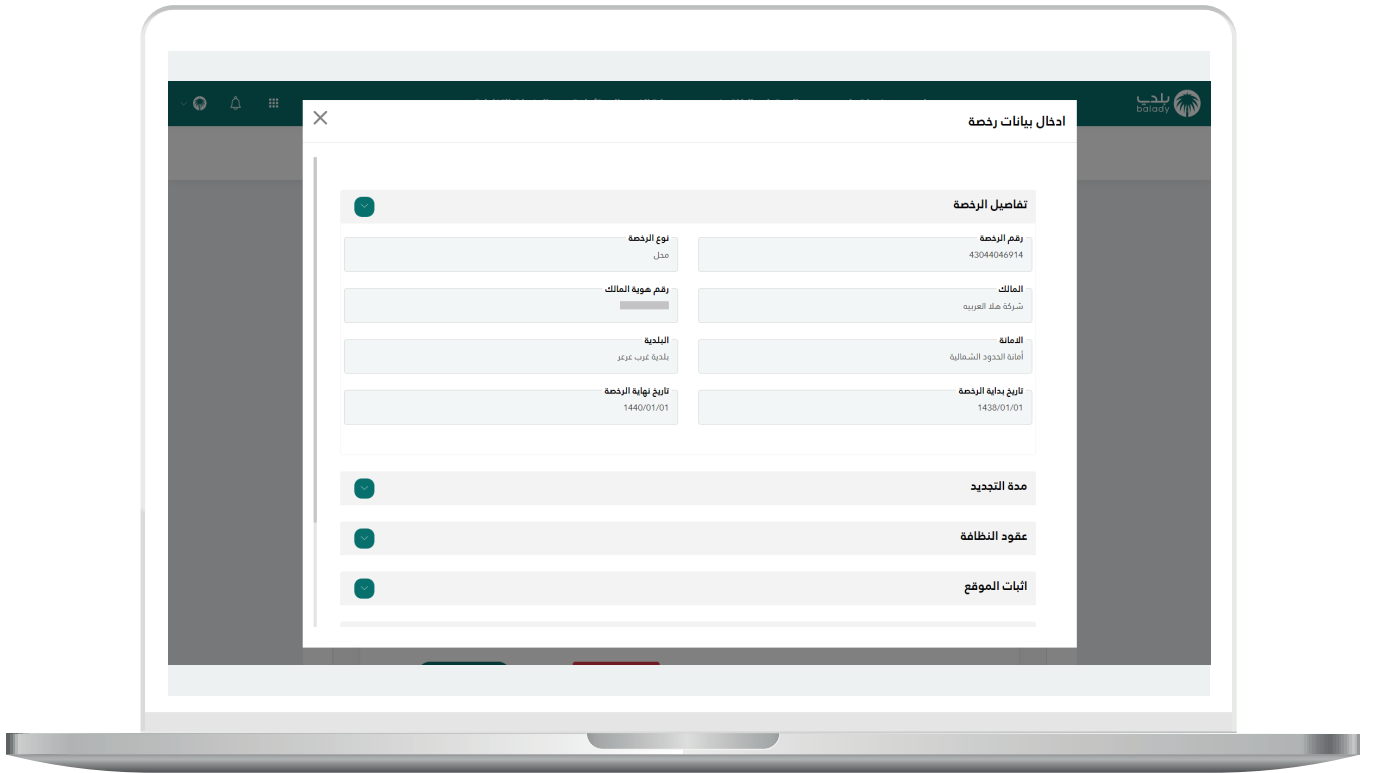 بلدي
balady
ادخال بيانات رخصة
تفاصيل الرخصة
رقم الرخصة
43044046914
نوع الرخصة
محل
المالك
شركة هلا العربيه
رقم هوية المالك
الامانة
أمانة الحدود الشمالية
البلدية
بلدية غرب عرعر
تاريخ بداية الرخصة
1438/01/01
تاريخ نهاية الرخصة
1440/01/01
مدة التجديد
عقود النظافة
اثبات الموقع